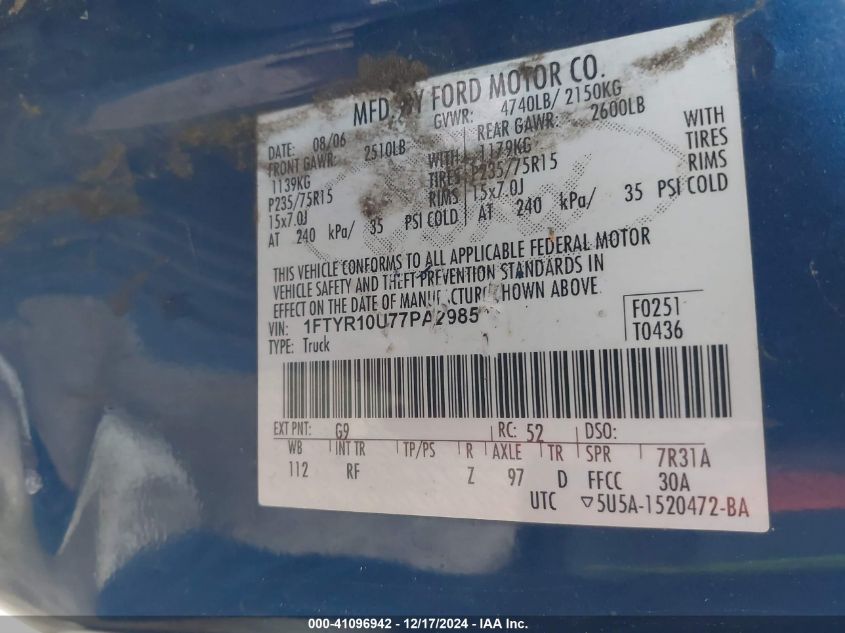 MFD. BY FORD MOTOR CO.
DATE: 08/06 GVWR: 4740LB/ 2150KG
FRONT GAWR: 2510LB REAR GAWR: 2600LB
1139KG WITH 1179KG WITH
P235/75R15 TIRES P235/75R15 TIRES
15x7.0J RIMS 15x7.0J RIMS
AT 240 kPa/ 35 PSI COLD AT 240 kPa/ 35 PSI COLD
THIS VEHICLE CONFORMS TO ALL APPLICABLE FEDERAL MOTOR
VEHICLE SAFETY AND THEFT PREVENTION STANDARDS IN
EFFECT ON THE DATE OF SHOWN ABOVE.
VIN: 1FTYR10U77PA2985 F0251
TYPE: Truck T0436
EXT PNT: G9 RC: 52 DSO:
WB INT TR TP/PS R AXLE TR SPR 7R31A
112 RF Z 97 D FFCC 30A
UTC ▽5U5A-1520472-BA
000-41096942 - 12/17/2024 - IAA Inc.